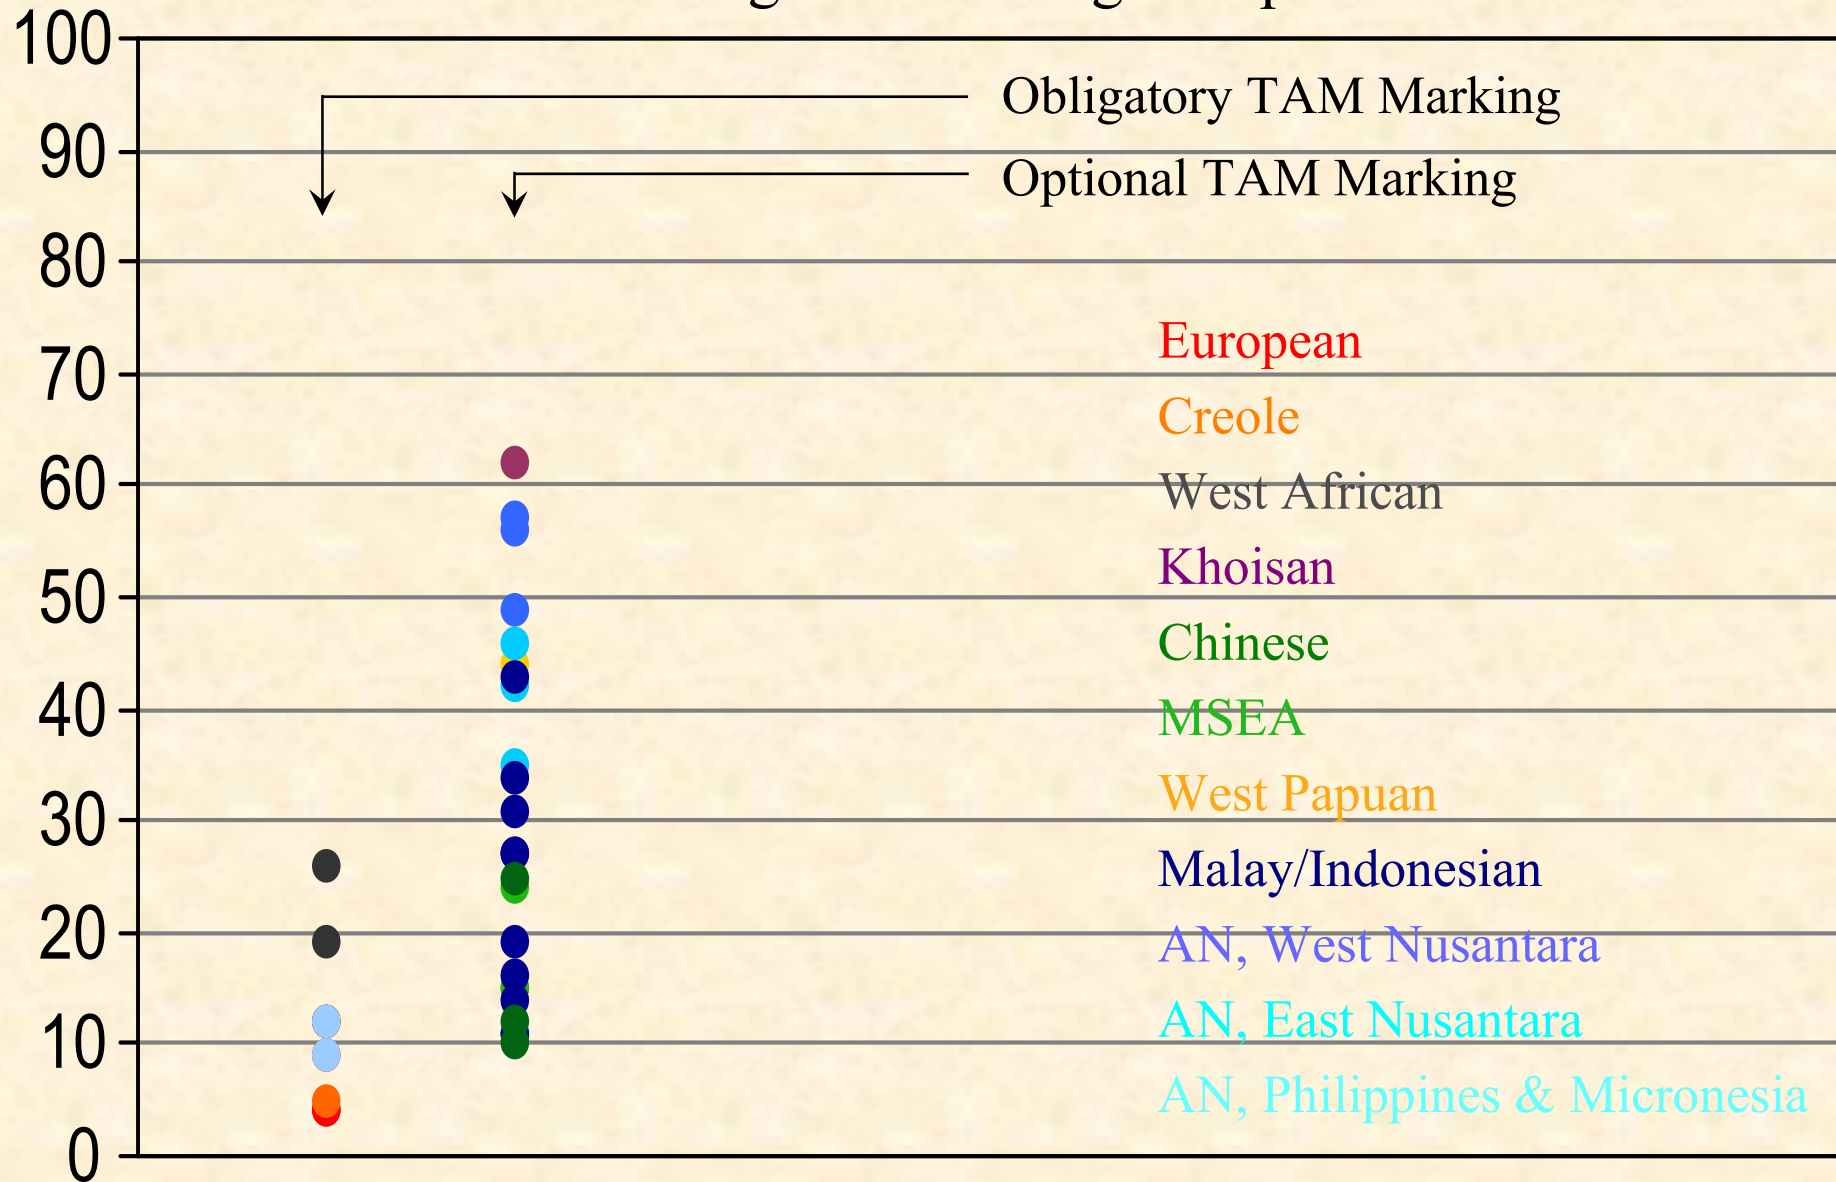 100
Obligatory TAM Marking
90
Optional TAM Marking
80
European
70
Creole
60
West African
Khoisan
50
Chinese
40
MSEA
West Papuan
30
Malay/Indonesian
20
AN, West Nusantara
10
AN, East Nusantara
AN, Philippines & Micronesia
0